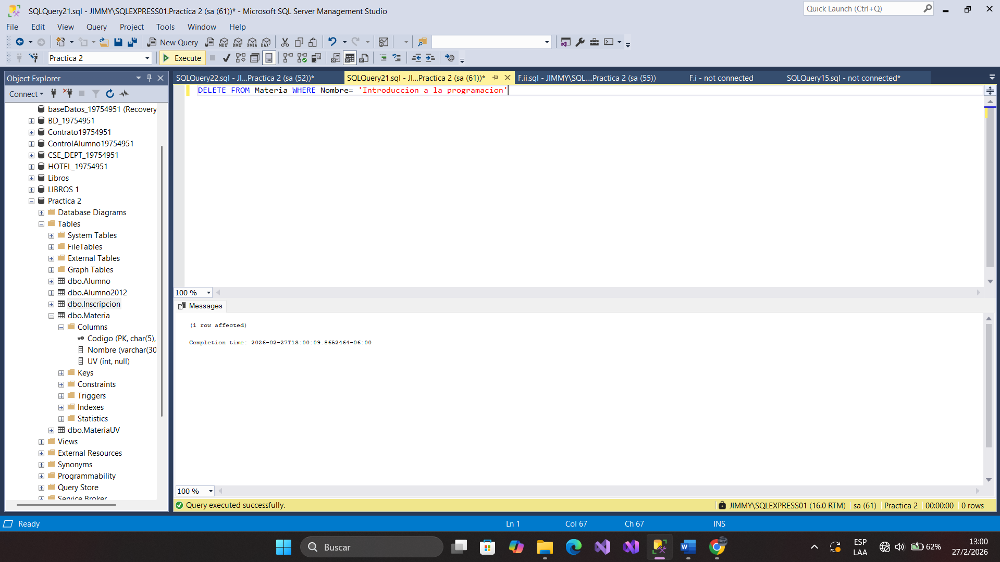 SQLQuery21.sql - JIMMY\SQLEXPRESS01.Practica 2 (sa (61))* - Microsoft SQL Server Management Studio
Quick Launch (Ctrl+Q)
File Edit View Query Project Tools Window Help
New Query MDX DMX XMLA DAX
Practica 2 Execute
Object Explorer
SQLQuery22.sql - JI...Practica 2 (sa (52))* SQLQuery21.sql - JI...Practica 2 (sa (61))* F.ii.sql - JIMMY\SQL....Practica 2 (sa (55)) F.i - not connected SQLQuery15.sql - not connected*
Connect
DELETE FROM Materia WHERE Nombre= 'Introduccion a la programacion'
baseDatos_19754951 (Recovery
BD_19754951
Contrato19754951
ControlAlumno19754951
CSE_DEPT_19754951
HOTEL_19754951
Libros
LIBROS 1
Practica 2
Database Diagrams
Tables
System Tables
FileTables
External Tables
Graph Tables
dbo.Alumno
dbo.Alumno2012
dbo.Inscripcion
dbo.Materia
Columns
Codigo (PK, char(5),
Nombre (varchar(30
UV (int, null)
Keys
Constraints
Triggers
Indexes
Statistics
dbo.MateriaUV
Views
External Resources
Synonyms
Programmability
Query Store
Service Broker
100 %
Messages
(1 row affected)
Completion time: 2026-02-27T13:00:09.8652464-06:00
100 %
Query executed successfully. JIMMY\SQLEXPRESS01 (16.0 RTM) sa (61) Practica 2 00:00:00 0 rows
Ready Ln 1 Col 67 Ch 67 INS
Buscar
ESP
LAA
62%
13:00
27/2/2026